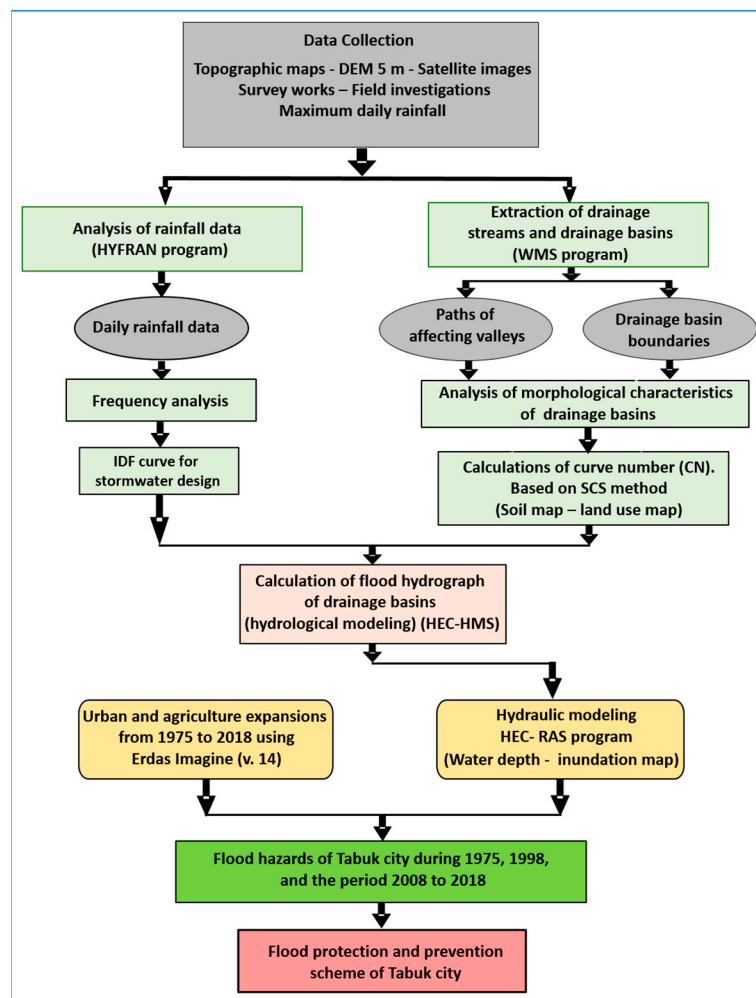 Data Collection
Topographic maps - DEM 5 m - Satellite images
Survey works – Field investigations
Maximum daily rainfall
Analysis of rainfall data
(HYFRAN program)
Extraction of drainage
streams and drainage basins
(WMS program)
Daily rainfall data
Paths of
affecting valleys
Drainage basin
boundaries
Frequency analysis
Analysis of morphological characteristics
of drainage basins
IDF curve for
stormwater design
Calculations of curve number (CN).
Based on SCS method
(Soil map – land use map)
Calculation of flood hydrograph
of drainage basins
(hydrological modeling) (HEC-HMS)
Urban and agriculture expansions
from 1975 to 2018 using
Erdas Imagine (v. 14)
Hydraulic modeling
HEC- RAS program
(Water depth - inundation map)
Flood hazards of Tabuk city during 1975, 1998,
and the period 2008 to 2018
Flood protection and prevention
scheme of Tabuk city